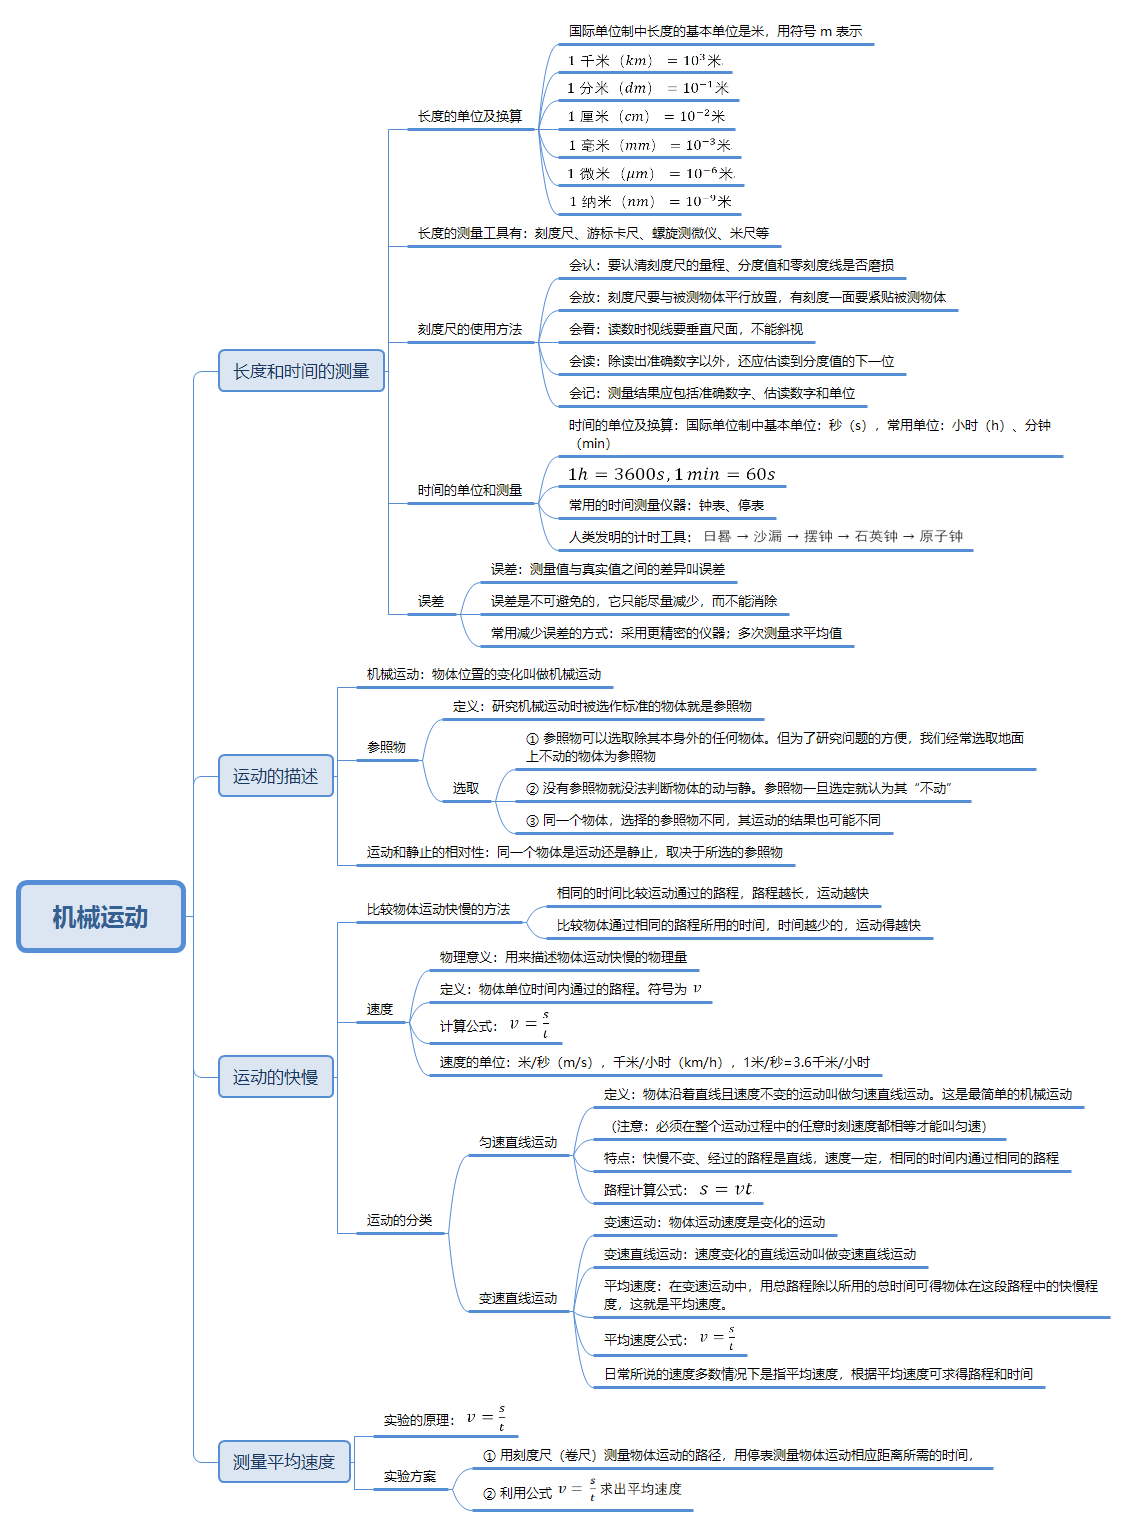 机械运动
长度和时间的测量
长度的单位及换算
国际单位制中长度的基本单位是米，用符号 m 表示
1 千米（km） = 10³米
1 分米（dm） = 10⁻¹米
1 厘米（cm） = 10⁻²米
1 毫米（mm） = 10⁻³米
1 微米（μm） = 10⁻⁶米
1 纳米（nm） = 10⁻⁹米
长度的测量工具有：刻度尺、游标卡尺、螺旋测微仪、米尺等
刻度尺的使用方法
会认：要认清刻度尺的量程、分度值和零刻度线是否磨损
会放：刻度尺要与被测物体平行放置，有刻度一面要紧贴被测物体
会看：读数时视线要垂直尺面，不能斜视
会读：除读出准确数字以外，还应估读到分度值的下一位
会记：测量结果应包括准确数字、估读数字和单位
时间的单位和测量
时间的单位及换算：国际单位制中基本单位：秒（s），常用单位：小时（h）、分钟
（min）
1h = 3600s, 1 min = 60s
常用的时间测量仪器：钟表、停表
人类发明的计时工具： 日晷 → 沙漏 → 摆钟 → 石英钟 → 原子钟
误差
误差：测量值与真实值之间的差异叫误差
误差是不可避免的，它只能尽量减少，而不能消除
常用减少误差的方式：采用更精密的仪器；多次测量求平均值
运动的描述
机械运动：物体位置的变化叫做机械运动
参照物
定义：研究机械运动时被选作标准的物体就是参照物
选取
① 参照物可以选取除其本身外的任何物体。但为了研究问题的方便，我们经常选取地面
上不动的物体为参照物
② 没有参照物就没法判断物体的动与静。参照物一旦选定就认为其“不动”
③ 同一个物体，选择的参照物不同，其运动的结果也可能不同
运动和静止的相对性：同一个物体是运动还是静止，取决于所选的参照物
运动的快慢
比较物体运动快慢的方法
相同的时间比较运动通过的路程，路程越长，运动越快
比较物体通过相同的路程所用的时间，时间越少的，运动得越快
速度
物理意义：用来描述物体运动快慢的物理量
定义：物体单位时间内通过的路程。符号为 v
计算公式： v = s/t
速度的单位：米/秒（m/s），千米/小时（km/h），1米/秒=3.6千米/小时
运动的分类
匀速直线运动
定义：物体沿着直线且速度不变的运动叫做匀速直线运动。这是最简单的机械运动
（注意：必须在整个运动过程中的任意时刻速度都相等才能叫匀速）
特点：快慢不变、经过的路程是直线，速度一定，相同的时间内通过相同的路程
路程计算公式： s = vt
变速直线运动
变速运动：物体运动速度是变化的运动
变速直线运动：速度变化的直线运动叫做变速直线运动
平均速度：在变速运动中，用总路程除以所用的总时间可得物体在这段路程中的快慢程
度，这就是平均速度。
平均速度公式： v = s/t
日常所说的速度多数情况下是指平均速度，根据平均速度可求得路程和时间
测量平均速度
实验的原理： v = s/t
实验方案
① 用刻度尺（卷尺）测量物体运动的路径，用停表测量物体运动相应距离所需的时间，
② 利用公式 v = s/t 求出平均速度